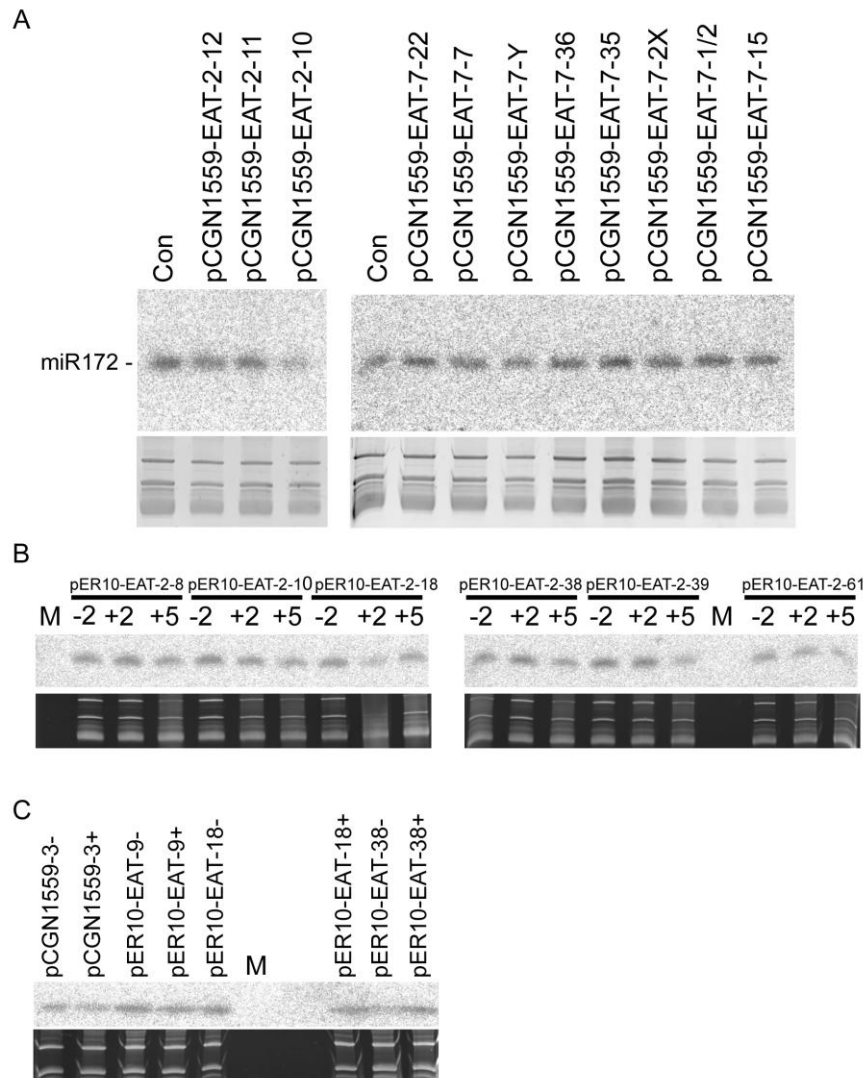 A
Con
pCGN1559-EAT-2-12
pCGN1559-EAT-2-11
pCGN1559-EAT-2-10
Con
pCGN1559-EAT-7-22
pCGN1559-EAT-7-7
pCGN1559-EAT-7-Y
pCGN1559-EAT-7-36
pCGN1559-EAT-7-35
pCGN1559-EAT-7-2X
pCGN1559-EAT-7-1/2
pCGN1559-EAT-7-15
miR172 -
B
pER10-EAT-2-8 pER10-EAT-2-10 pER10-EAT-2-18 pER10-EAT-2-38 pER10-EAT-2-39 pER10-EAT-2-61
M -2 +2 +5 -2 +2 +5 -2 +2 +5 -2 +2 +5 -2 +2 +5 M -2 +2 +5
C
pCGN1559-3-
pCGN1559-3+
pER10-EAT-9-
pER10-EAT-9+
pER10-EAT-18-
M
pER10-EAT-18+
pER10-EAT-38-
pER10-EAT-38+